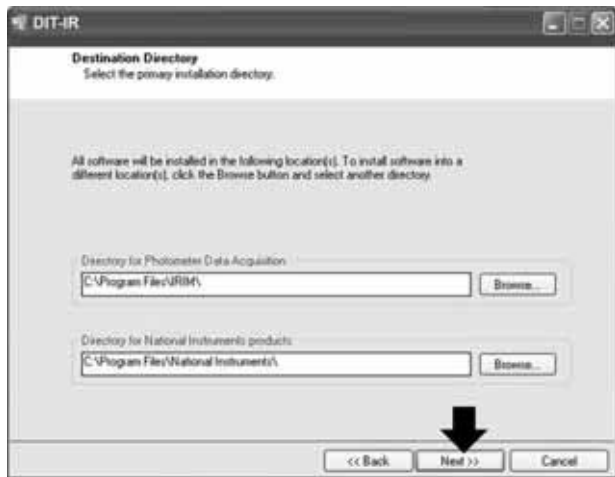 DIT-IR
Destination Directory
Select the primary installation directory.
All software will be installed in the following location(s). To install software into a
different location(s), click the Browse button and select another directory.
Directory for Photometer Data Acquisition
C:\Program Files\IRIM\
Browse...
Directory for National Instruments products
C:\Program Files\National Instruments\
Browse...
<< Back
Next >>
Cancel